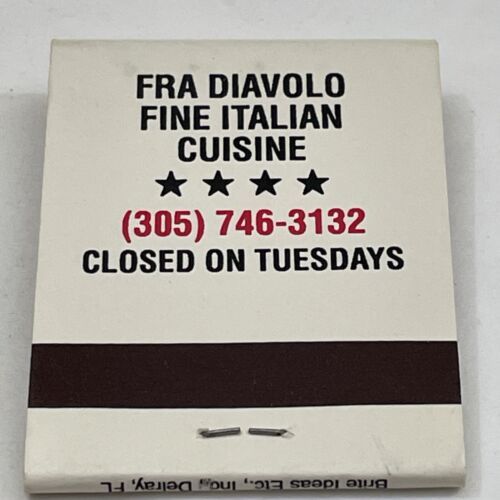 FRA DIAVOLO
FINE ITALIAN
CUISINE
★ ★ ★ ★
(305) 746-3132
CLOSED ON TUESDAYS
Brite Ideas Etc., Inc., Delray, FL